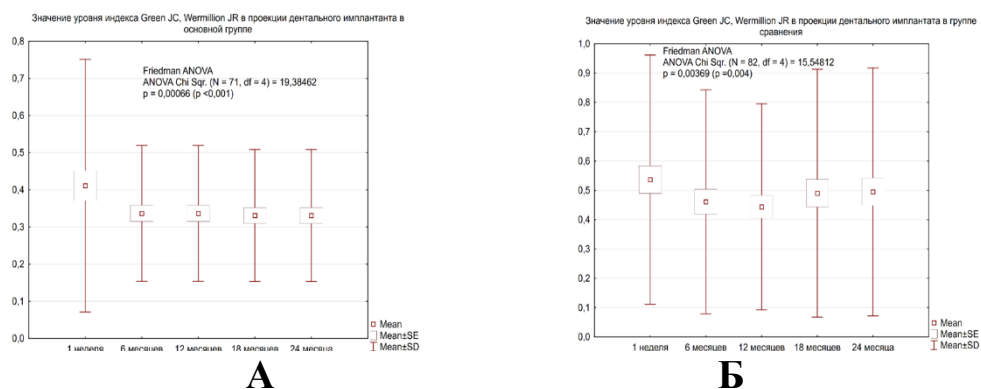 Значение уровня индекса Green JC, Wermillion JR в проекции дентального имплантанта в
основной группе
0,8
0,7
0,6
0,5
0,4
0,3
0,2
0,1
0,0
Friedman ANOVA
ANOVA Chi Sqr. (N = 71, df = 4) = 19,38462
p = 0,00066 (p <0,001)
1 неделя 6 месяцев 12 месяцев 18 месяцев 24 месяца
Mean
Mean±SE
Mean±SD
А
Значение уровня индекса Green JC, Wermillion JR в проекции дентального имплантата в группе
сравнения
1,0
0,9
0,8
0,7
0,6
0,5
0,4
0,3
0,2
0,1
0,0
Friedman ANOVA
ANOVA Chi Sqr. (N = 82, df = 4) = 15,54812
p = 0,00369 (p =0,004)
1 неделя 6 месяцев 12 месяцев 18 месяцев 24 месяца
Mean
Mean±SE
Mean±SD
Б